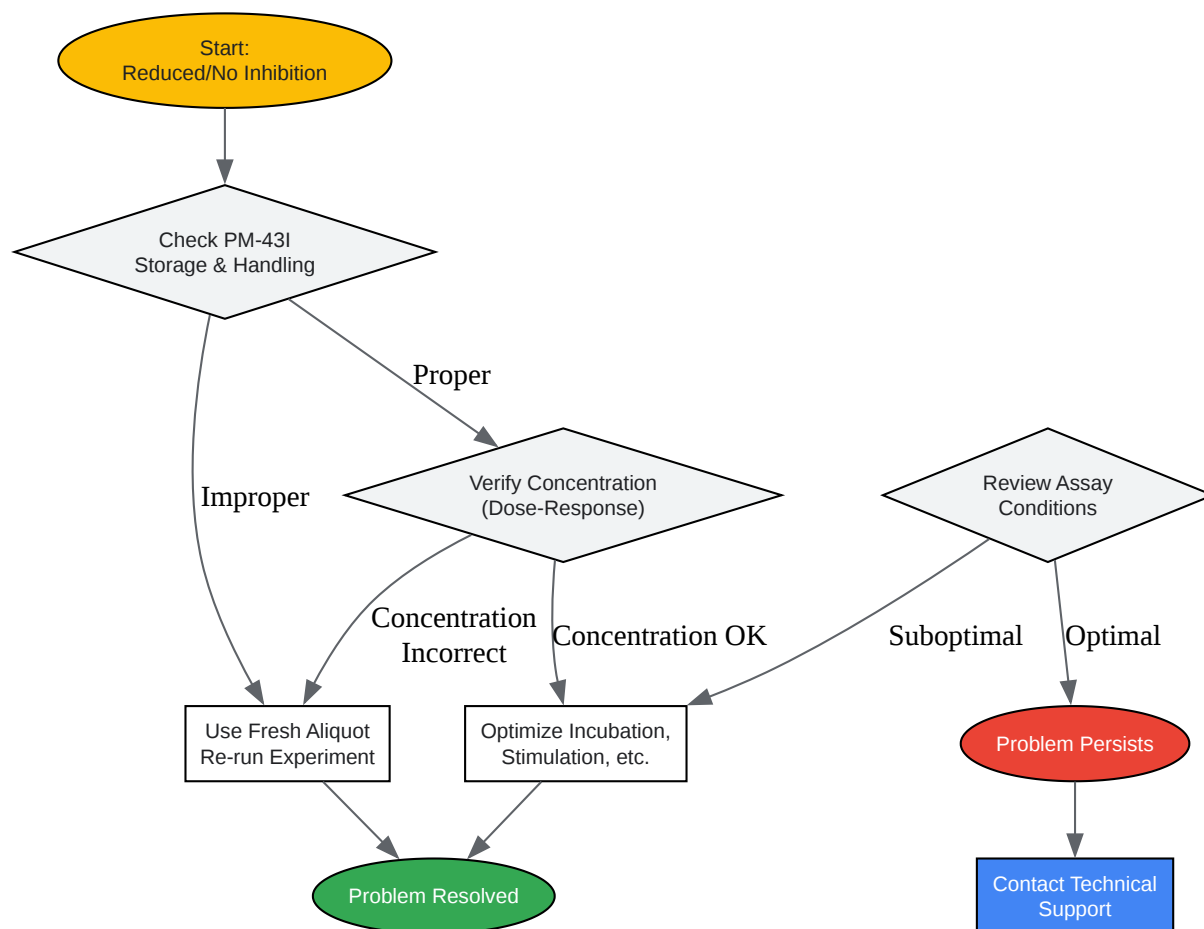 Start:
Reduced/No Inhibition
Check PM-43I
Storage & Handling
Proper
Improper
Verify Concentration
(Dose-Response)
Review Assay
Conditions
Concentration
Incorrect
Concentration OK
Suboptimal
Optimal
Use Fresh Aliquot
Re-run Experiment
Optimize Incubation,
Stimulation, etc.
Problem Persists
Problem Resolved
Contact Technical
Support